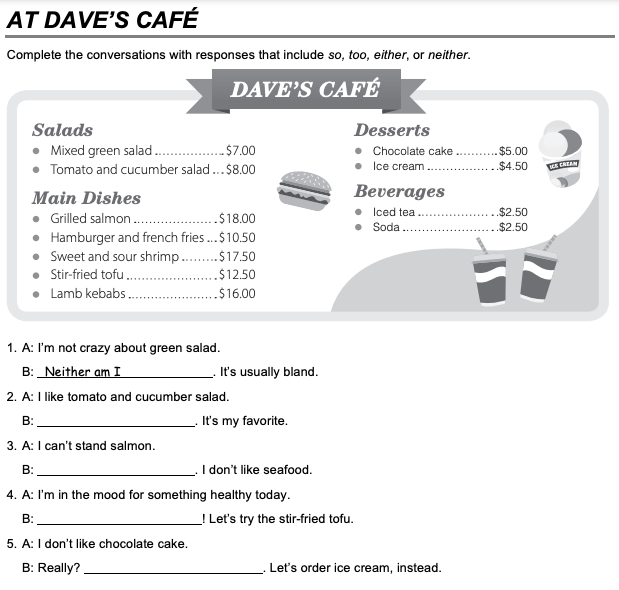 AT DAVE'S CAFÉ
Complete the conversations with responses that include so, too, either, or neither.
DAVE'S CAFÉ
Salads
• Mixed green salad.................$7.00
• Tomato and cucumber salad...$8.00
Main Dishes
• Grilled salmon.....................$18.00
• Hamburger and french fries...$10.50
• Sweet and sour shrimp.........$17.50
• Stir-fried tofu.......................$12.50
• Lamb kebabs......................$16.00
Desserts
• Chocolate cake...........$5.00
• Ice cream..................$4.50
ICE CREAM
Beverages
• Iced tea....................$2.50
• Soda........................$2.50
1. A: I'm not crazy about green salad.
B: Neither am I. It's usually bland.
2. A: I like tomato and cucumber salad.
B: ______________________. It's my favorite.
3. A: I can't stand salmon.
B: ______________________. I don't like seafood.
4. A: I'm in the mood for something healthy today.
B: _______________________! Let's try the stir-fried tofu.
5. A: I don't like chocolate cake.
B: Really? _________________________. Let's order ice cream, instead.